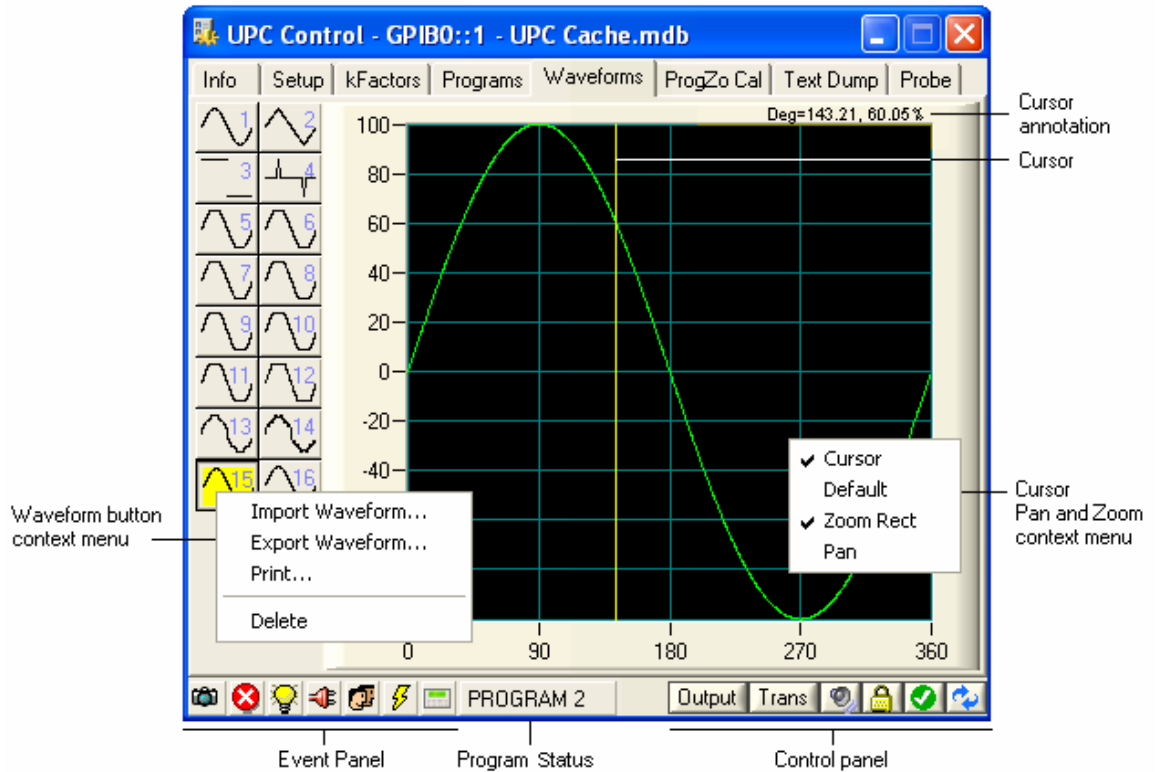 UPC Control - GPIB0::1 - UPC Cache.mdb
Info Setup kFactors Programs Waveforms ProgZo Cal Text Dump Probe
Deg=143.21, 60.05%
Cursor
annotation
Cursor
1 2
3 4
5 6
7 8
9 10
11 12
13 14
15 16
100
80
60
40
20
0
-20
-40
0 90 180 270 360
Waveform button
context menu
Import Waveform...
Export Waveform...
Print...
Delete
Cursor
Default
Zoom Rect
Pan
Cursor
Pan and Zoom
context menu
PROGRAM 2
Output Trans
Event Panel
Program Status
Control panel